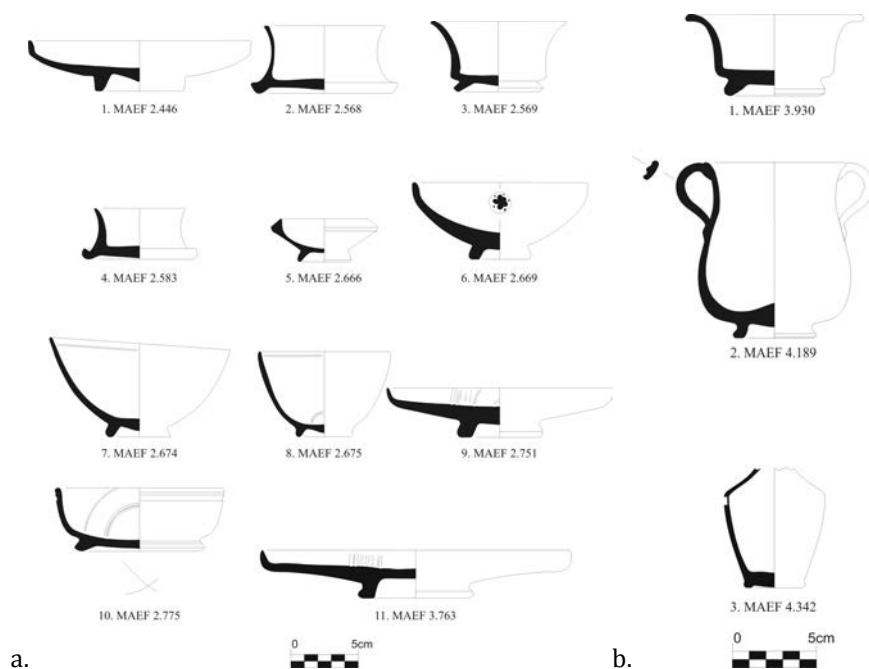 1. MAEF 2.446
2. MAEF 2.568
3. MAEF 2.569
1. MAEF 3.930
4. MAEF 2.583
5. MAEF 2.666
6. MAEF 2.669
2. MAEF 4.189
7. MAEF 2.674
8. MAEF 2.675
9. MAEF 2.751
10. MAEF 2.775
11. MAEF 3.763
3. MAEF 4.342
a.
0 5cm
b.
0 5cm